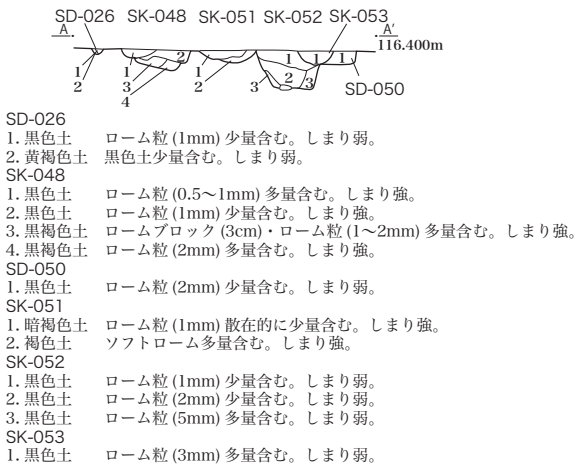 SD-026 SK-048 SK-051 SK-052 SK-053
A A′
116.400m
2 1 1 1
1 1 1 2 3
2 3 2 3 SD-050
4
SD-026
1. 黒色土 ローム粒 (1mm) 少量含む。しまり弱。
2. 黄褐色土 黒色土少量含む。しまり弱。
SK-048
1. 黒色土 ローム粒 (0.5〜1mm) 多量含む。しまり強。
2. 黒色土 ローム粒 (1mm) 少量含む。しまり強。
3. 黒褐色土 ロームブロック (3cm)・ローム粒 (1〜2mm) 多量含む。しまり強。
4. 黒褐色土 ローム粒 (2mm) 多量含む。しまり強。
SD-050
1. 黒色土 ローム粒 (2mm) 少量含む。しまり弱。
SK-051
1. 暗褐色土 ローム粒 (1mm) 散在的に少量含む。しまり強。
2. 褐色土 ソフトローム多量含む。しまり強。
SK-052
1. 黒色土 ローム粒 (1mm) 少量含む。しまり弱。
2. 黒色土 ローム粒 (2mm) 少量含む。しまり弱。
3. 黒色土 ローム粒 (5mm) 多量含む。しまり弱。
SK-053
1. 黒色土 ローム粒 (3mm) 多量含む。しまり弱。